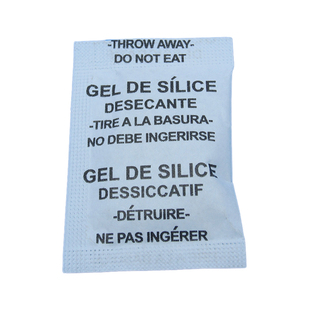 -THROW AWAY-
DO NOT EAT
GEL DE SÍLICE
DESECANTE
-TIRE A LA BASURA-
NO DEBE INGERIRSE
GEL DE SILICE
DESSICCATIF
-DÉTRUIRE-
NE PAS INGÉRER